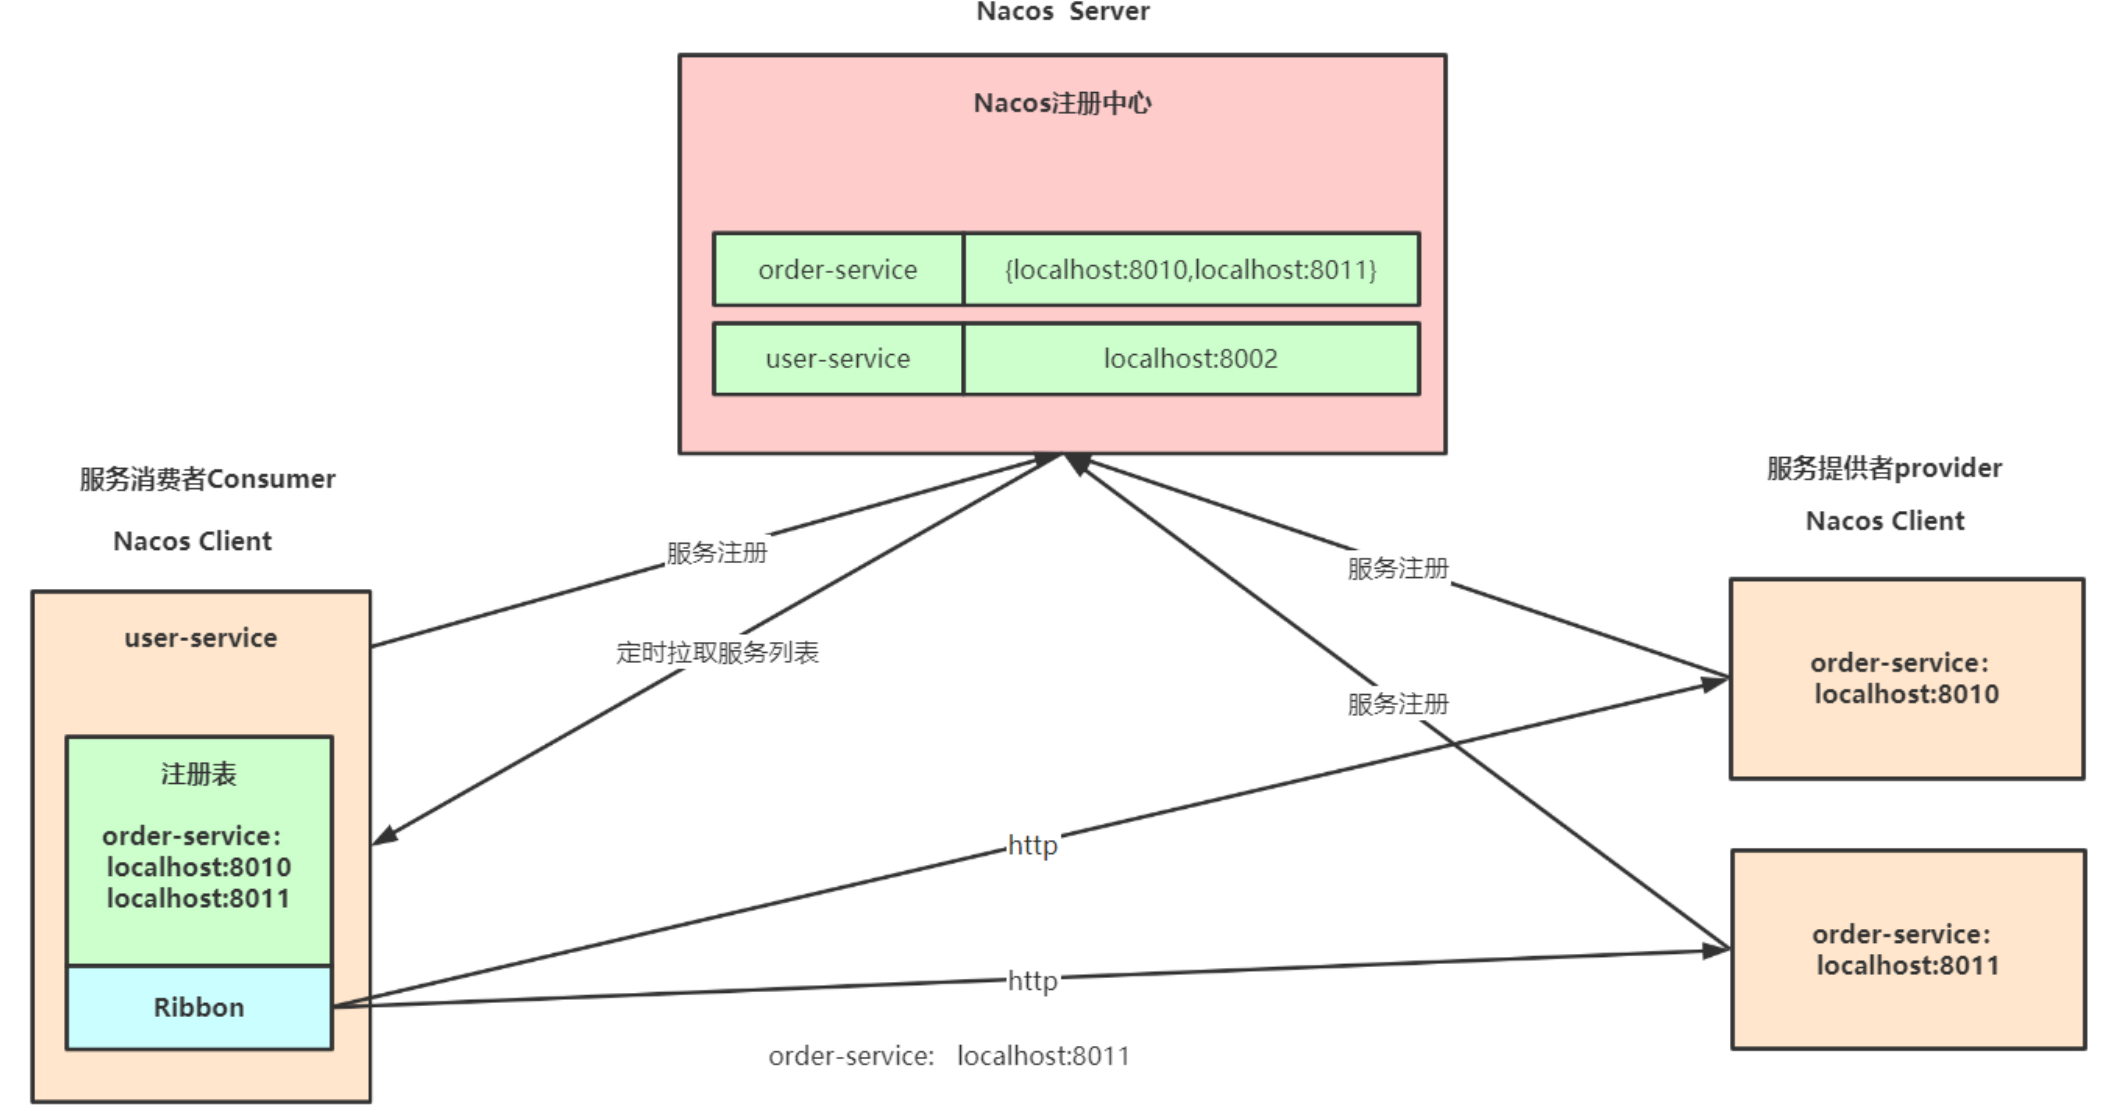 Nacos  Server
Nacos注册中心
order-service
{localhost:8010,localhost:8011}
user-service
localhost:8002
服务消费者Consumer
Nacos Client
服务提供者provider
Nacos Client
服务注册
服务注册
定时拉取服务列表
服务注册
user-service
注册表
order-service：
localhost:8010
localhost:8011
Ribbon
order-service：
localhost:8010
order-service：
localhost:8011
http
http
order-service:   localhost:8011